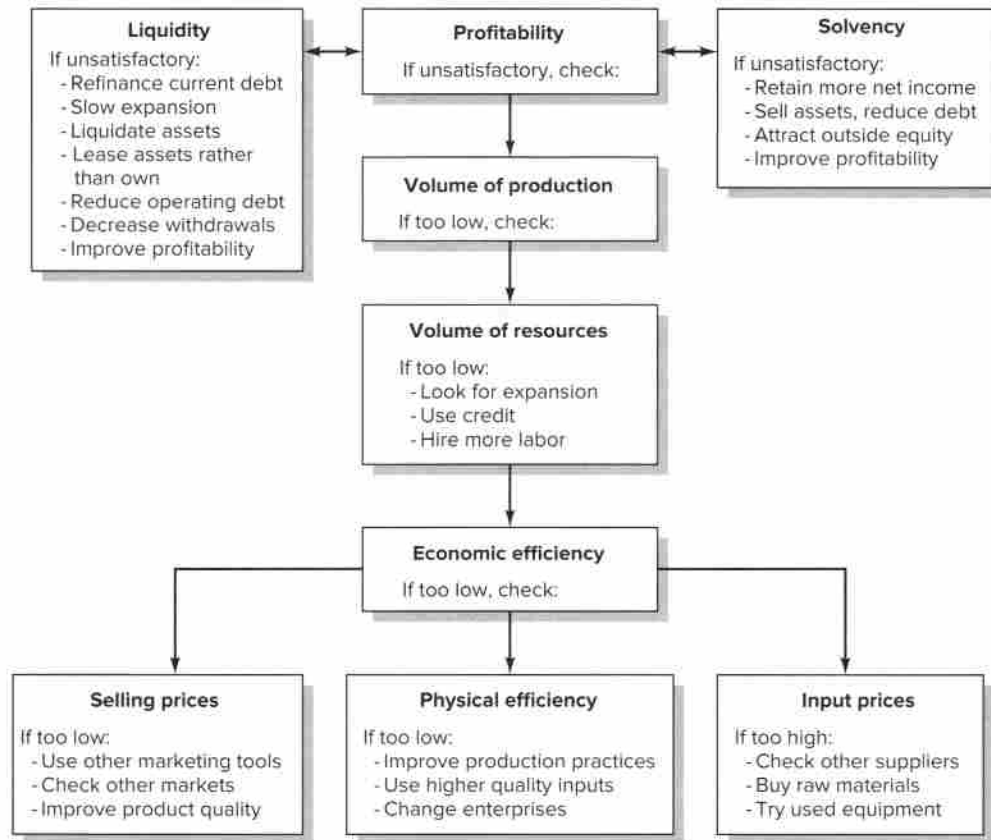 Liquidity
If unsatisfactory:
- Refinance current debt
- Slow expansion
- Liquidate assets
- Lease assets rather
than own
- Reduce operating debt
- Decrease withdrawals
- Improve profitability
Profitability
If unsatisfactory, check:
Solvency
If unsatisfactory:
- Retain more net income
- Sell assets, reduce debt
- Attract outside equity
- Improve profitability
Volume of production
If too low, check:
Volume of resources
If too low:
- Look for expansion
- Use credit
- Hire more labor
Economic efficiency
If too low, check:
Selling prices
If too low:
- Use other marketing tools
- Check other markets
- Improve product quality
Physical efficiency
If too low:
- Improve production practices
- Use higher quality inputs
- Change enterprises
Input prices
If too high:
- Check other suppliers
- Buy raw materials
- Try used equipment